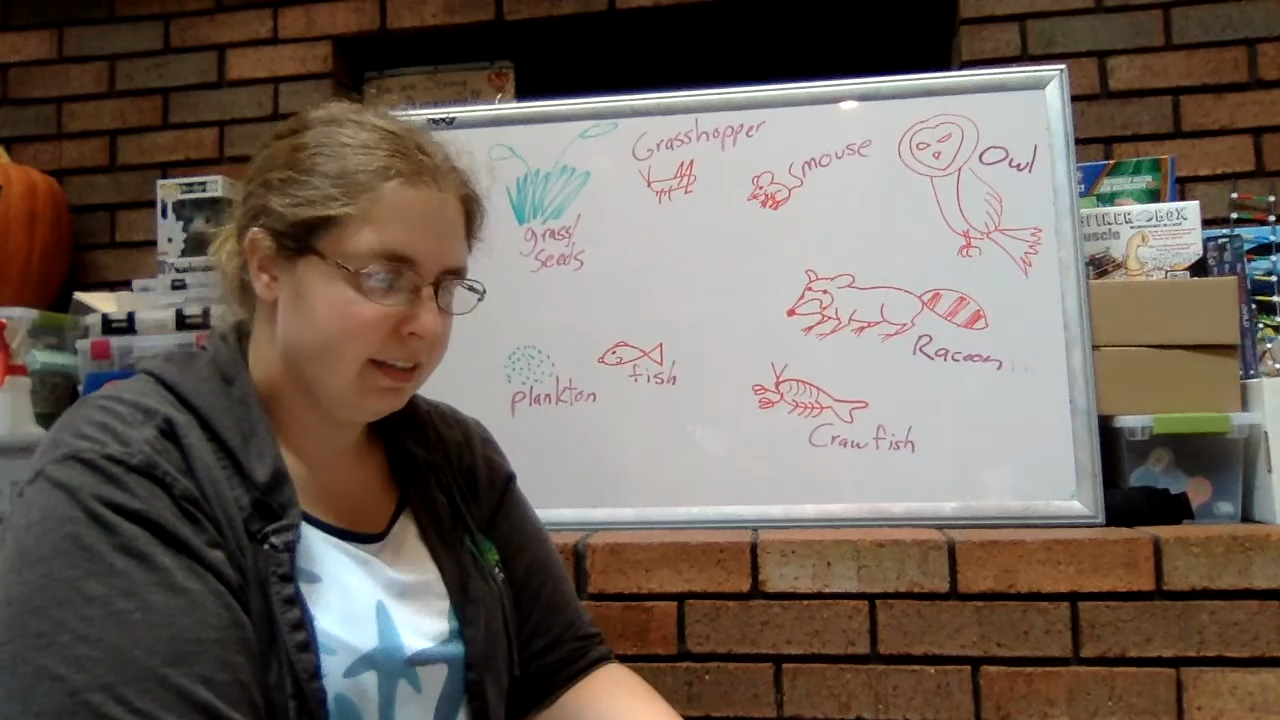 Grasshopper
mouse
Owl
grass/
seeds
Racoon
fish
plankton
Crawfish